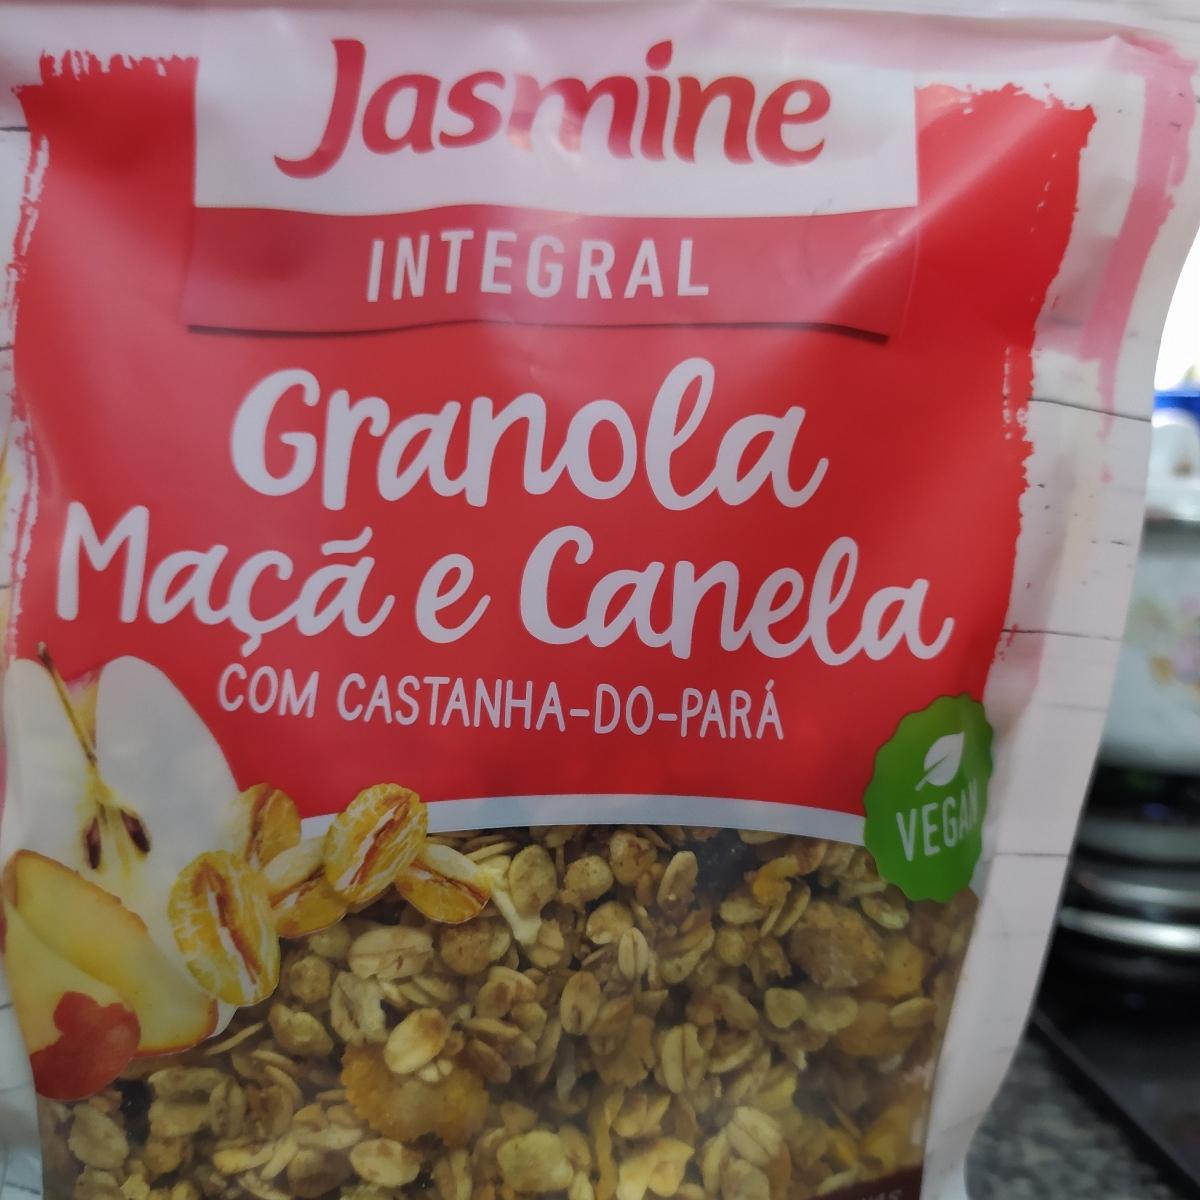 Jasmine
INTEGRAL
Granola
Maçã e Canela
COM CASTANHA-DO-PARÁ
VEGAN